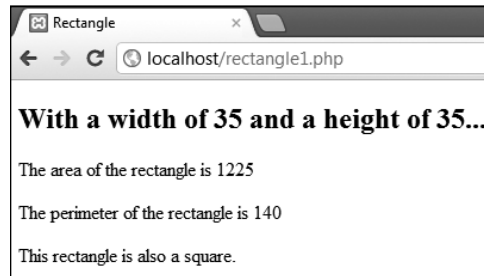 Rectangle
localhost/rectangle1.php
With a width of 35 and a height of 35...
The area of the rectangle is 1225
The perimeter of the rectangle is 140
This rectangle is also a square.